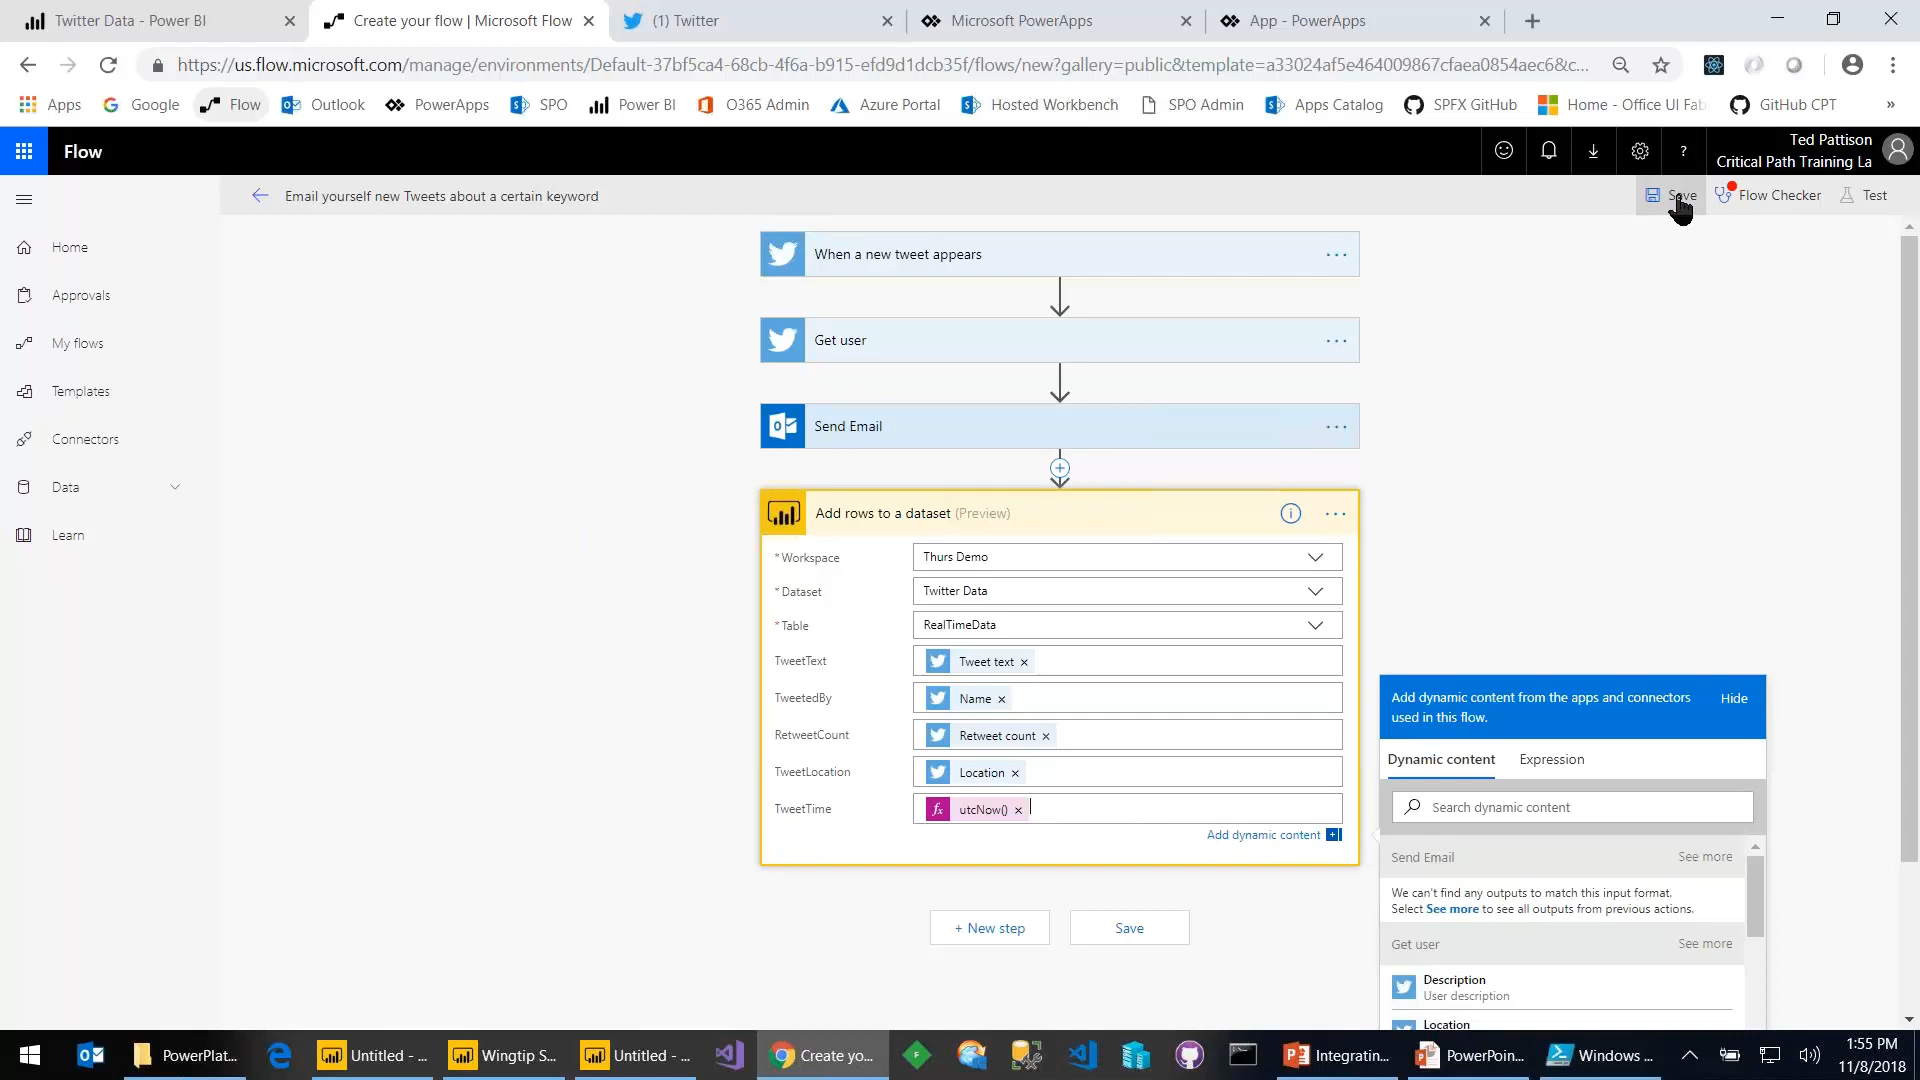 Twitter Data - Power BI
Create your flow | Microsoft Flow
(1) Twitter
Microsoft PowerApps
App - PowerApps
https://us.flow.microsoft.com/manage/environments/Default-37bf5ca4-68cb-4f6a-b915-efd9d1dcb35f/flows/new?gallery=public&template=a33024af5e464009867cfaea0854aec6&c...
Apps
Google
Flow
Outlook
PowerApps
SPO
Power BI
O365 Admin
Azure Portal
Hosted Workbench
SPO Admin
Apps Catalog
SPFX GitHub
Home - Office UI Fab
GitHub CPT
»
Flow
?
Ted Pattison
Critical Path Training La
Email yourself new Tweets about a certain keyword
Save
Flow Checker
Test
Home
Approvals
My flows
Templates
Connectors
Data
Learn
When a new tweet appears
Get user
Send Email
Add rows to a dataset (Preview)
* Workspace
Thurs Demo
* Dataset
Twitter Data
* Table
RealTimeData
TweetText
Tweet text ×
TweetedBy
Name ×
RetweetCount
Retweet count ×
TweetLocation
Location ×
TweetTime
fx utcNow() ×
Add dynamic content
+ New step
Save
Add dynamic content from the apps and connectors
used in this flow.
Hide
Dynamic content
Expression
Search dynamic content
Send Email
See more
We can't find any outputs to match this input format.
Select See more to see all outputs from previous actions.
Get user
See more
Description
User description
Location
PowerPlat...
Untitled - ...
Wingtip S...
Untitled - ...
Create yo...
Integratin...
PowerPoin...
Windows ...
1:55 PM
11/8/2018